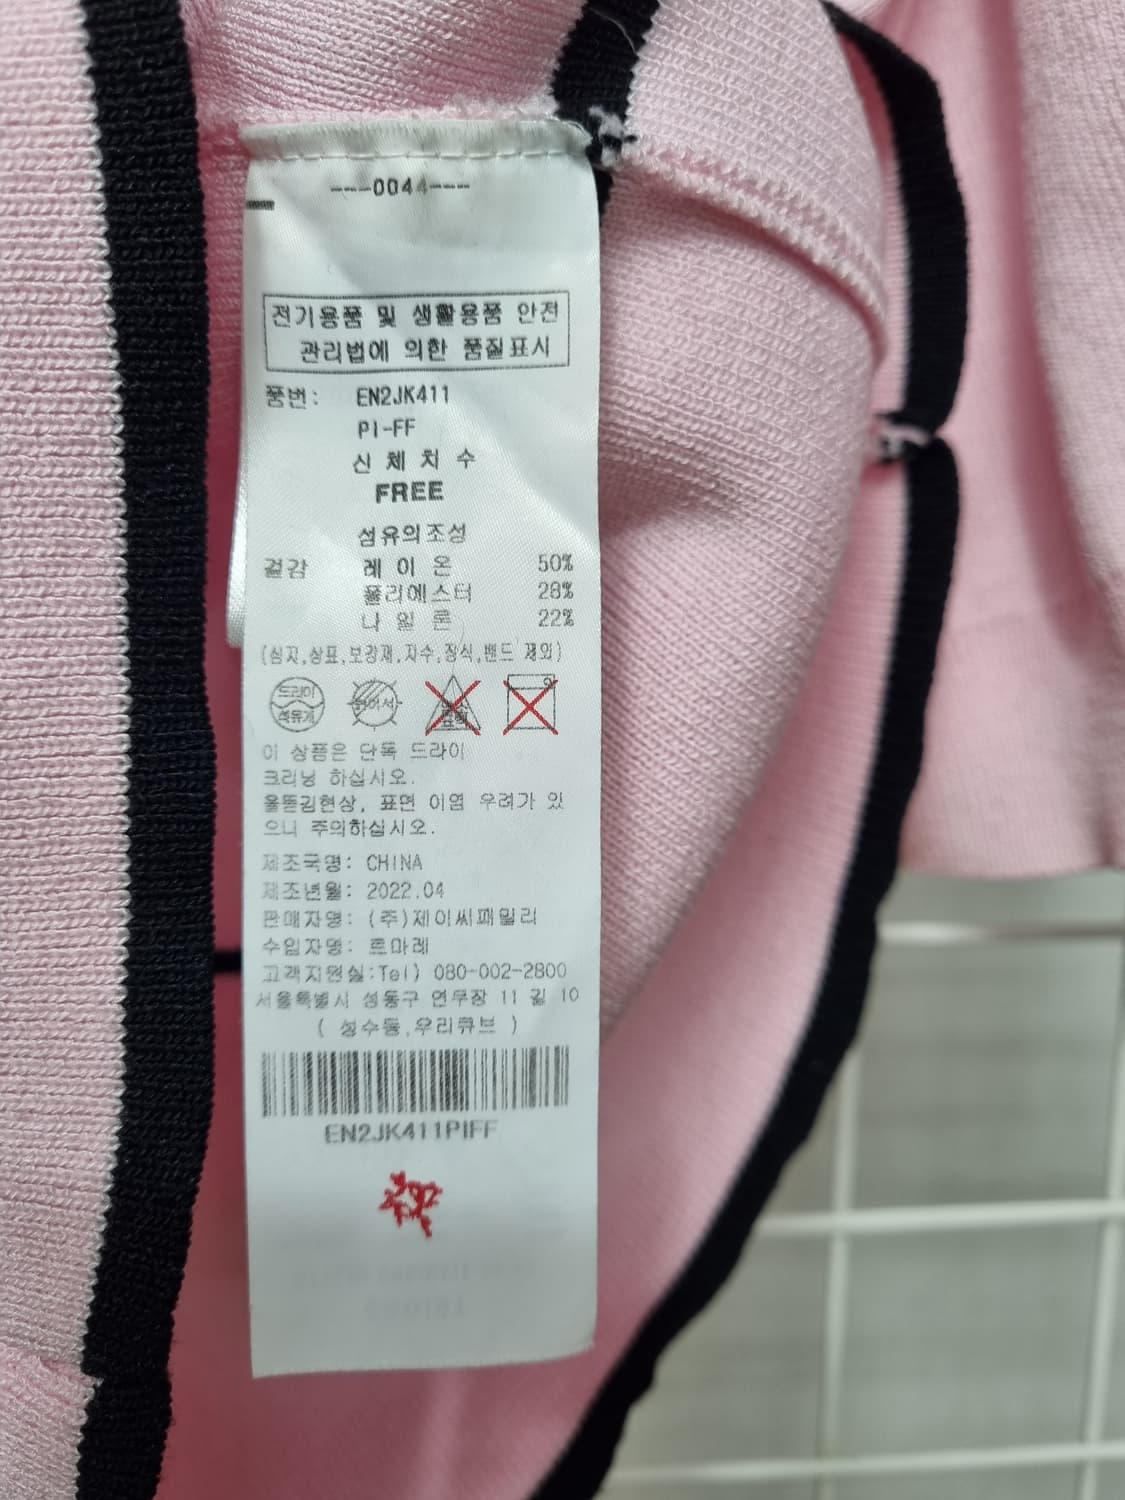 ---0044---
전기용품 및 생활용품 안전
관리법에 의한 품질표시
품번: EN2JK411
PI-FF
신 체 치 수
FREE
섬유의조성
겉감 레 이 온 50%
폴리에스터 28%
나 일 론 22%
(심지,상표,보강재,자수,장식,밴드 제외)
드라이
석유계
이 상품은 단독 드라이
크리닝 하십시오.
올뜯김현상, 표면 이염 우려가 있
으니 주의하십시오.
제조국명: CHINA
제조년월: 2022.04
판매자명: (주)제이씨패밀리
수입자명: 르마레
고객지원실:Tel) 080-002-2800
서울특별시 성동구 연무장 11 길 10
( 성수동,우리큐브 )
EN2JK411PIFF